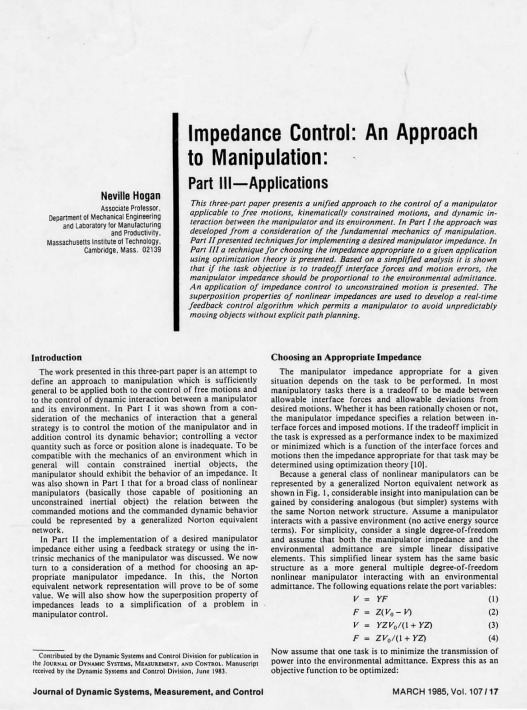 Impedance Control: An Approach
to Manipulation:
Part III—Applications
Neville Hogan
Associate Professor,
Department of Mechanical Engineering
and Laboratory for Manufacturing
and Productivity,
Massachusetts Institute of Technology,
Cambridge, Mass. 02139
This three-part paper presents a unified approach to the control of a manipulator
applicable to free motions, kinematically constrained motions, and dynamic in-
teraction between the manipulator and its environment. In Part I the approach was
developed from a consideration of the fundamental mechanics of manipulation.
Part II presented techniques for implementing a desired manipulator impedance. In
Part III a technique for choosing the impedance appropriate to a given application
using optimization theory is presented. Based on a simplified analysis it is shown
that if the task objective is to tradeoff interface forces and motion errors, the
manipulator impedance should be proportional to the environmental admittance.
An application of impedance control to unconstrained motion is presented. The
superposition properties of nonlinear impedances are used to develop a real-time
feedback control algorithm which permits a manipulator to avoid unpredictably
moving objects without explicit path planning.
Introduction
The work presented in this three-part paper is an attempt to
define an approach to manipulation which is sufficiently
general to be applied both to the control of free motions and
to the control of dynamic interaction between a manipulator
and its environment. In Part I it was shown from a con-
sideration of the mechanics of interaction that a general
strategy is to control the motion of the manipulator and in
addition control its dynamic behavior; controlling a vector
quantity such as force or position alone is inadequate. To be
compatible with the mechanics of an environment which in
general will contain constrained inertial objects, the
manipulator should exhibit the behavior of an impedance. It
was also shown in Part I that for a broad class of nonlinear
manipulators (basically those capable of positioning an
unconstrained inertial object) the relation between the
commanded motions and the commanded dynamic behavior
could be represented by a generalized Norton equivalent
network.
In Part II the implementation of a desired manipulator
impedance either using a feedback strategy or using the in-
trinsic mechanics of the manipulator was discussed. We now
turn to a consideration of a method for choosing an ap-
propriate manipulator impedance. In this, the Norton
equivalent network representation will prove to be of some
value. We will also show how the superposition property of
impedances leads to a simplification of a problem in
manipulator control.
Contributed by the Dynamic Systems and Control Division for publication in
the JOURNAL OF DYNAMIC SYSTEMS, MEASUREMENT, AND CONTROL. Manuscript
received by the Dynamic Systems and Control Division, June 1983.
Choosing an Appropriate Impedance
The manipulator impedance appropriate for a given
situation depends on the task to be performed. In most
manipulatory tasks there is a tradeoff to be made between
allowable interface forces and allowable deviations from
desired motions. Whether it has been rationally chosen or not,
the manipulator impedance specifies a relation between in-
terface forces and imposed motions. If the tradeoff implicit in
the task is expressed as a performance index to be maximized
or minimized which is a function of the interface forces and
motions then the impedance appropriate for that task may be
determined using optimization theory [10].
Because a general class of nonlinear manipulators can be
represented by a generalized Norton equivalent network as
shown in Fig. 1, considerable insight into manipulation can be
gained by considering analogous (but simpler) systems with
the same Norton network structure. Assume a manipulator
interacts with a passive environment (no active energy source
terms). For simplicity, consider a single degree-of-freedom
and assume that both the manipulator impedance and the
environmental admittance are simple linear dissipative
elements. This simplified linear system has the same basic
structure as a more general multiple degree-of-freedom
nonlinear manipulator interacting with an environmental
admittance. The following equations relate the port variables:
V = YF (1)
F = Z(V₀ − V) (2)
V = YZV₀/(1 + YZ) (3)
F = ZV₀/(1 + YZ) (4)
Now assume that one task is to minimize the transmission of
power into the environmental admittance. Express this as an
objective function to be optimized:
Journal of Dynamic Systems, Measurement, and Control
MARCH 1985, Vol. 107 / 17